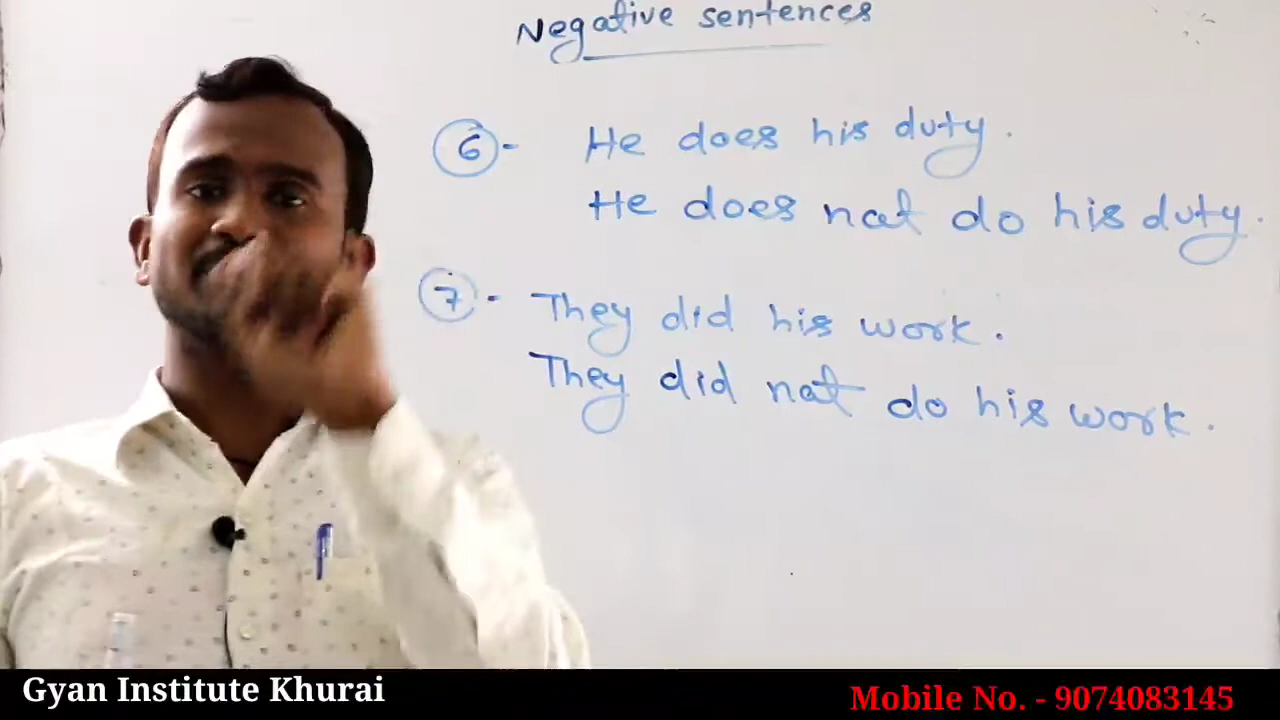 Negative sentences
6 - He does his duty.
He does not do his duty.
7 - They did his work.
They did not do his work.
Gyan Institute Khurai
Mobile No. - 9074083145